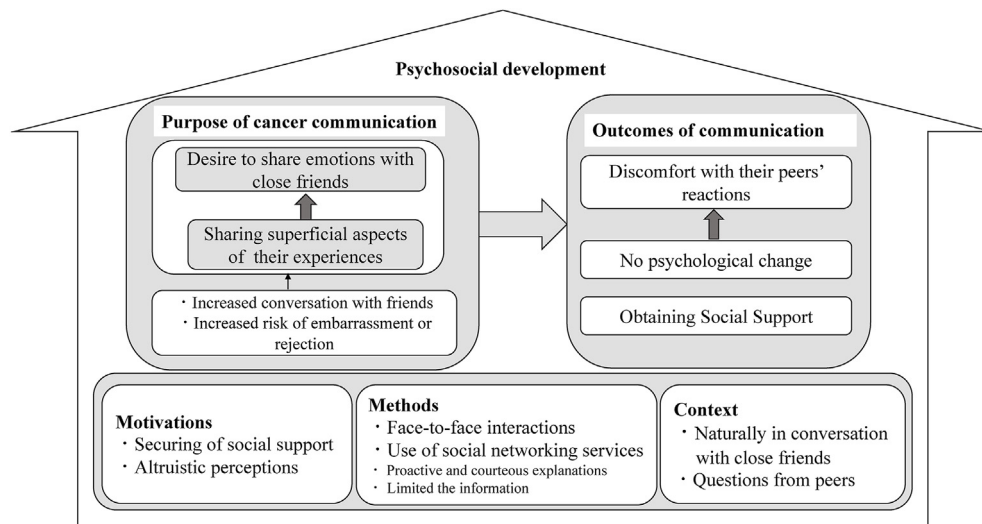 Psychosocial development
Purpose of cancer communication
Desire to share emotions with
close friends
Sharing superficial aspects
of their experiences
・Increased conversation with friends
・Increased risk of embarrassment or
rejection
Outcomes of communication
Discomfort with their peers’
reactions
No psychological change
Obtaining Social Support
Motivations
・Securing of social support
・Altruistic perceptions
Methods
・Face-to-face interactions
・Use of social networking services
・Proactive and courteous explanations
・Limited the information
Context
・Naturally in conversation
with close friends
・Questions from peers